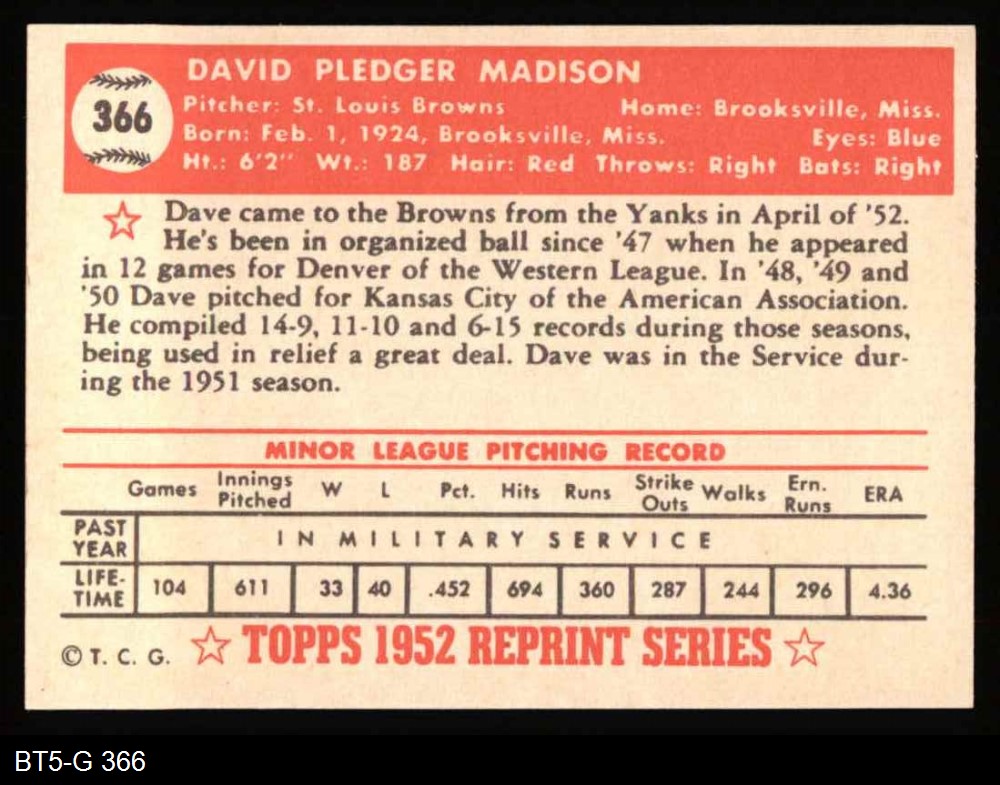 DAVID PLEDGER MADISON
366
Pitcher: St. Louis Browns Home: Brooksville, Miss.
Born: Feb. 1, 1924, Brooksville, Miss. Eyes: Blue
Ht.: 6'2" Wt.: 187 Hair: Red Throws: Right Bats: Right
Dave came to the Browns from the Yanks in April of '52.
He's been in organized ball since '47 when he appeared
in 12 games for Denver of the Western League. In '48, '49 and
'50 Dave pitched for Kansas City of the American Association.
He compiled 14-9, 11-10 and 6-15 records during those seasons,
being used in relief a great deal. Dave was in the Service dur-
ing the 1951 season.
MINOR LEAGUE PITCHING RECORD
Games Innings Pitched W L Pct. Hits Runs Strike Outs Walks Ern. Runs ERA
PAST YEAR IN MILITARY SERVICE
LIFE-TIME 104 611 33 40 .452 694 360 287 244 296 4.36
© T. C. G. TOPPS 1952 REPRINT SERIES
BT5-G 366